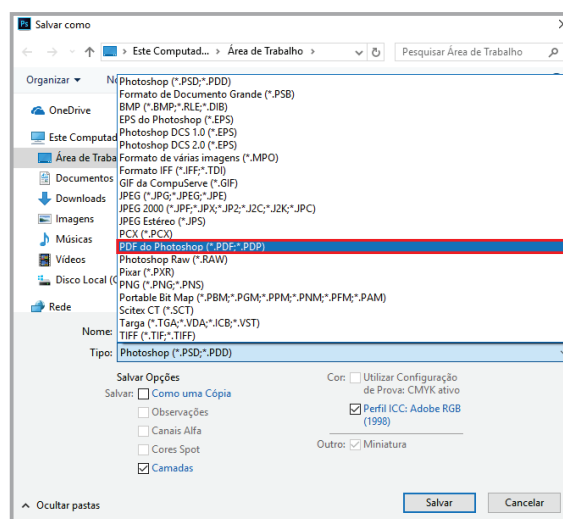 Salvar como
Este Computad... > Área de Trabalho >
Pesquisar Área de Trabalho
Organizar
OneDrive
Este Computad
Área de Traba
Documentos
Downloads
Imagens
Músicas
Vídeos
Disco Local (C
Rede
Photoshop (*.PSD;*.PDD)
Formato de Documento Grande (*.PSB)
BMP (*.BMP;*.RLE;*.DIB)
EPS do Photoshop (*.EPS)
Photoshop DCS 1.0 (*.EPS)
Photoshop DCS 2.0 (*.EPS)
Formato de várias imagens (*.MPO)
Formato IFF (*.IFF;*.TDI)
GIF da CompuServe (*.GIF)
JPEG (*.JPG;*.JPEG;*.JPE)
JPEG 2000 (*.JPF;*.JPX;*.JP2;*.J2C;*.J2K;*.JPC)
JPEG Estéreo (*.JPS)
PCX (*.PCX)
PDF do Photoshop (*.PDF;*.PDP)
Photoshop Raw (*.RAW)
Pixar (*.PXR)
PNG (*.PNG;*.PNS)
Portable Bit Map (*.PBM;*.PGM;*.PPM;*.PNM;*.PFM;*.PAM)
Scitex CT (*.SCT)
Targa (*.TGA;*.VDA;*.ICB;*.VST)
TIFF (*.TIF;*.TIFF)
Nome:
Tipo: Photoshop (*.PSD;*.PDD)
Salvar Opções
Salvar: Como uma Cópia
Observações
Canais Alfa
Cores Spot
Camadas
Cor: Utilizar Configuração
de Prova: CMYK ativo
Perfil ICC: Adobe RGB
(1998)
Outro: Miniatura
Ocultar pastas
Salvar
Cancelar